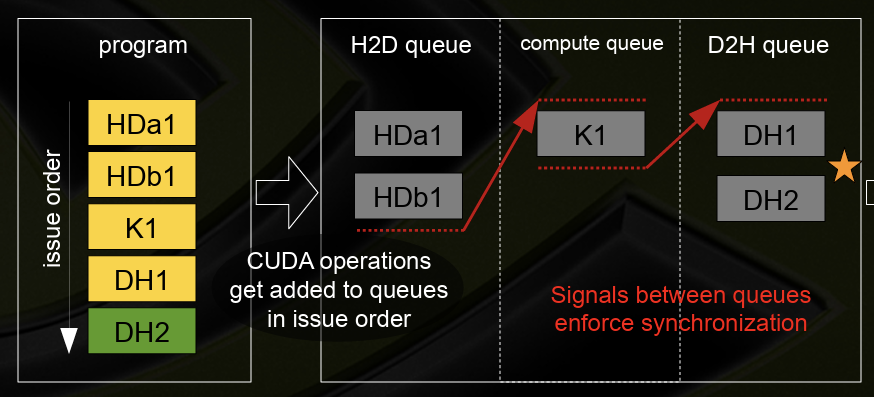 program
issue order
HDa1
HDb1
K1
DH1
DH2
H2D queue
compute queue
D2H queue
HDa1
HDb1
K1
DH1
DH2
CUDA operations
get added to queues
in issue order
Signals between queues
enforce synchronization